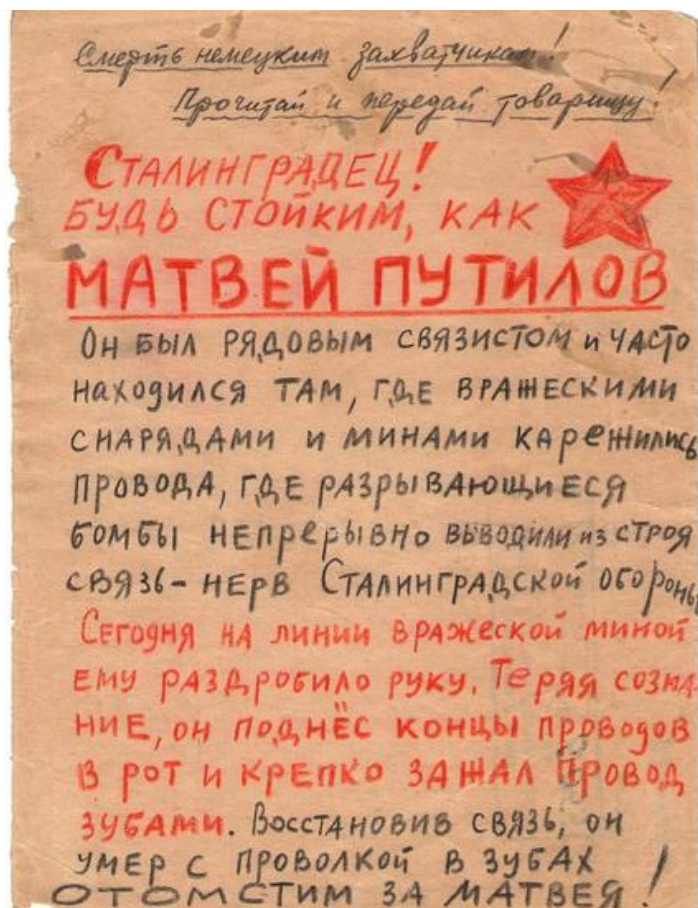 Смерть немецким захватчикам!
Прочитай и передай товарищу!
СТАЛИНГРАДЕЦ!
БУДЬ СТОЙКИМ, КАК
МАТВЕЙ ПУТИЛОВ
ОН БЫЛ РЯДОВЫМ СВЯЗИСТОМ и ЧАСТО
НАХОДИЛСЯ ТАМ, ГДЕ ВРАЖЕСКИМИ
СНАРЯДАМИ И МИНАМИ КАРЕЖИЛИСЬ
ПРОВОДА, ГДЕ РАЗРЫВАЮЩИЕСЯ
БОМБЫ НЕПРЕРЫВНО ВЫВОДИЛИ ИЗ СТРОЯ
СВЯЗЬ - НЕРВ СТАЛИНГРАДСКОЙ ОБОРОНЫ
СЕГОДНЯ НА ЛИНИИ ВРАЖЕСКОЙ МИНОЙ
ЕМУ РАЗДРОБИЛО РУКУ. ТЕРЯЯ СОЗНА-
НИЕ, ОН ПОДНЁС КОНЦЫ ПРОВОДОВ
В РОТ И КРЕПКО ЗАЖАЛ ПРОВОД
ЗУБАМИ. ВОССТАНОВИВ СВЯЗЬ, ОН
УМЕР С ПРОВОЛКОЙ В ЗУБАХ
ОТОМСТИМ ЗА МАТВЕЯ!